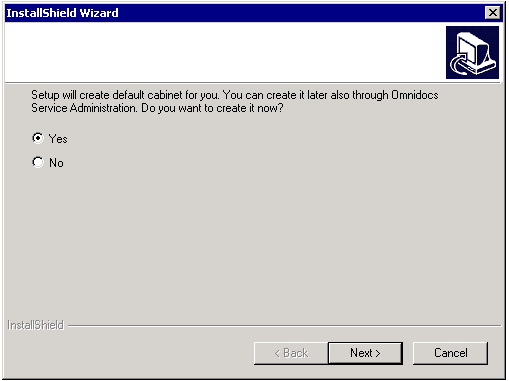 InstallShield Wizard
Setup will create default cabinet for you. You can create it later also through Omnidocs
Service Administration. Do you want to create it now?
Yes
No
InstallShield
< Back
Next >
Cancel